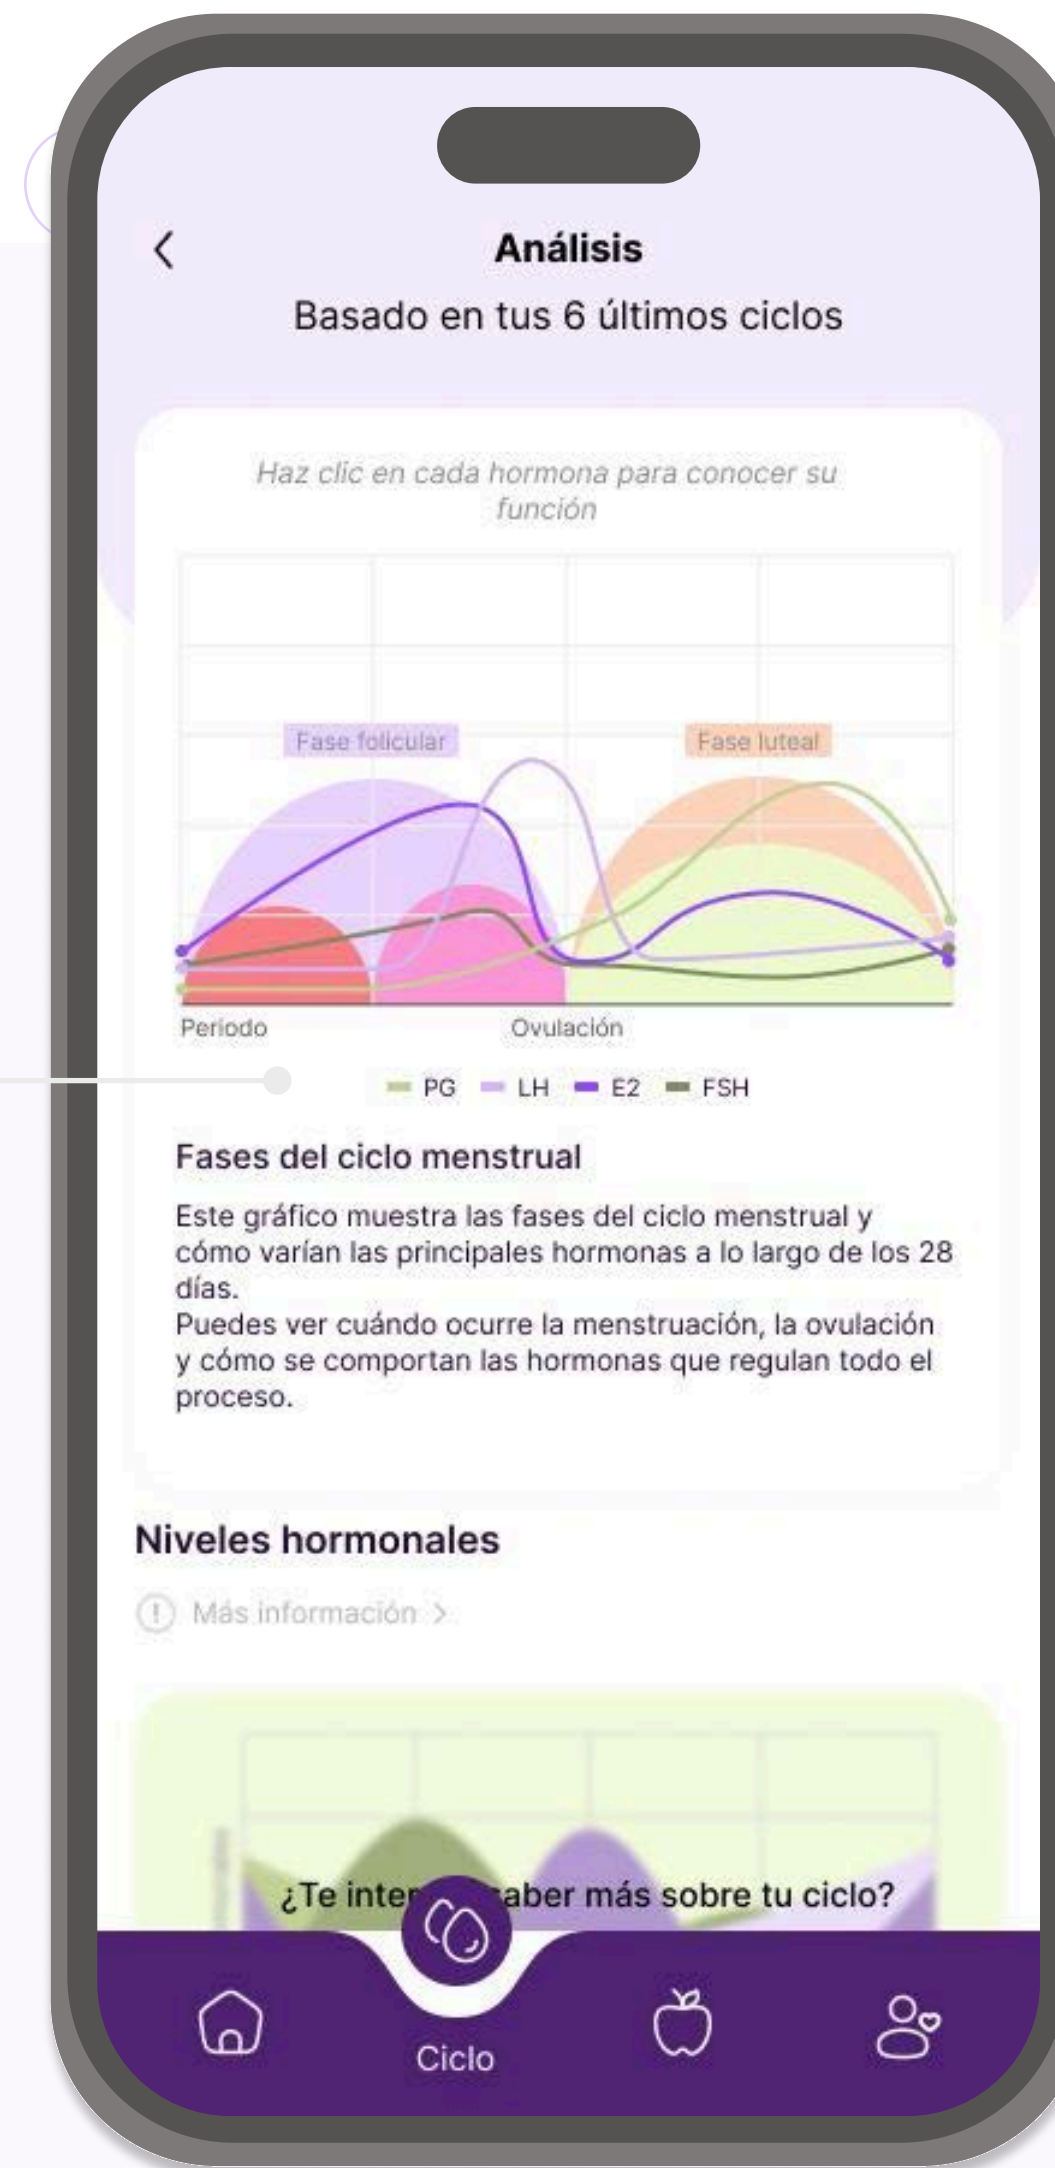 Análisis
Basado en tus 6 últimos ciclos
Haz clic en cada hormona para conocer su
función
Fase folicular
Fase luteal
Periodo
Ovulación
PG
LH
E2
FSH
Fases del ciclo menstrual
Este gráfico muestra las fases del ciclo menstrual y
cómo varían las principales hormonas a lo largo de los 28
días.
Puedes ver cuándo ocurre la menstruación, la ovulación
y cómo se comportan las hormonas que regulan todo el
proceso.
Niveles hormonales
Más información >
¿Te saber más sobre tu ciclo?
Ciclo